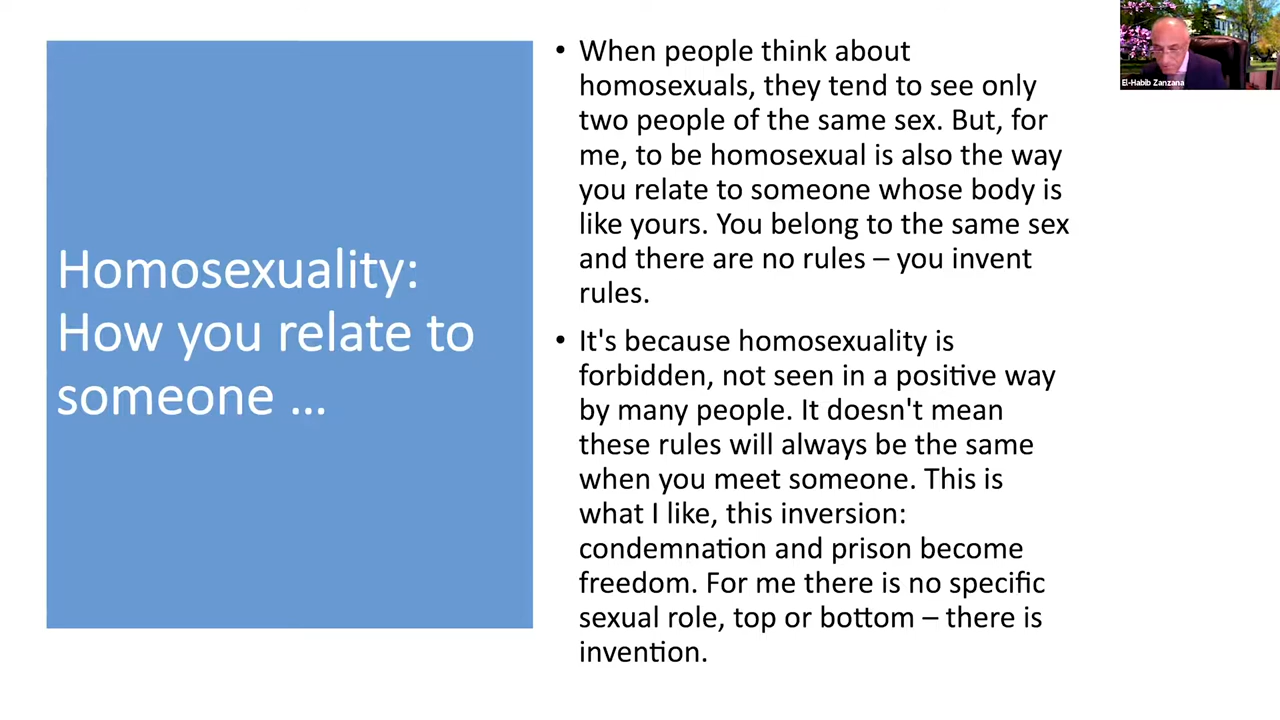 Homosexuality:
How you relate to
someone ...
• When people think about
homosexuals, they tend to see only
two people of the same sex. But, for
me, to be homosexual is also the way
you relate to someone whose body is
like yours. You belong to the same sex
and there are no rules – you invent
rules.
• It's because homosexuality is
forbidden, not seen in a positive way
by many people. It doesn't mean
these rules will always be the same
when you meet someone. This is
what I like, this inversion:
condemnation and prison become
freedom. For me there is no specific
sexual role, top or bottom – there is
invention.
El-Habib Zanzana